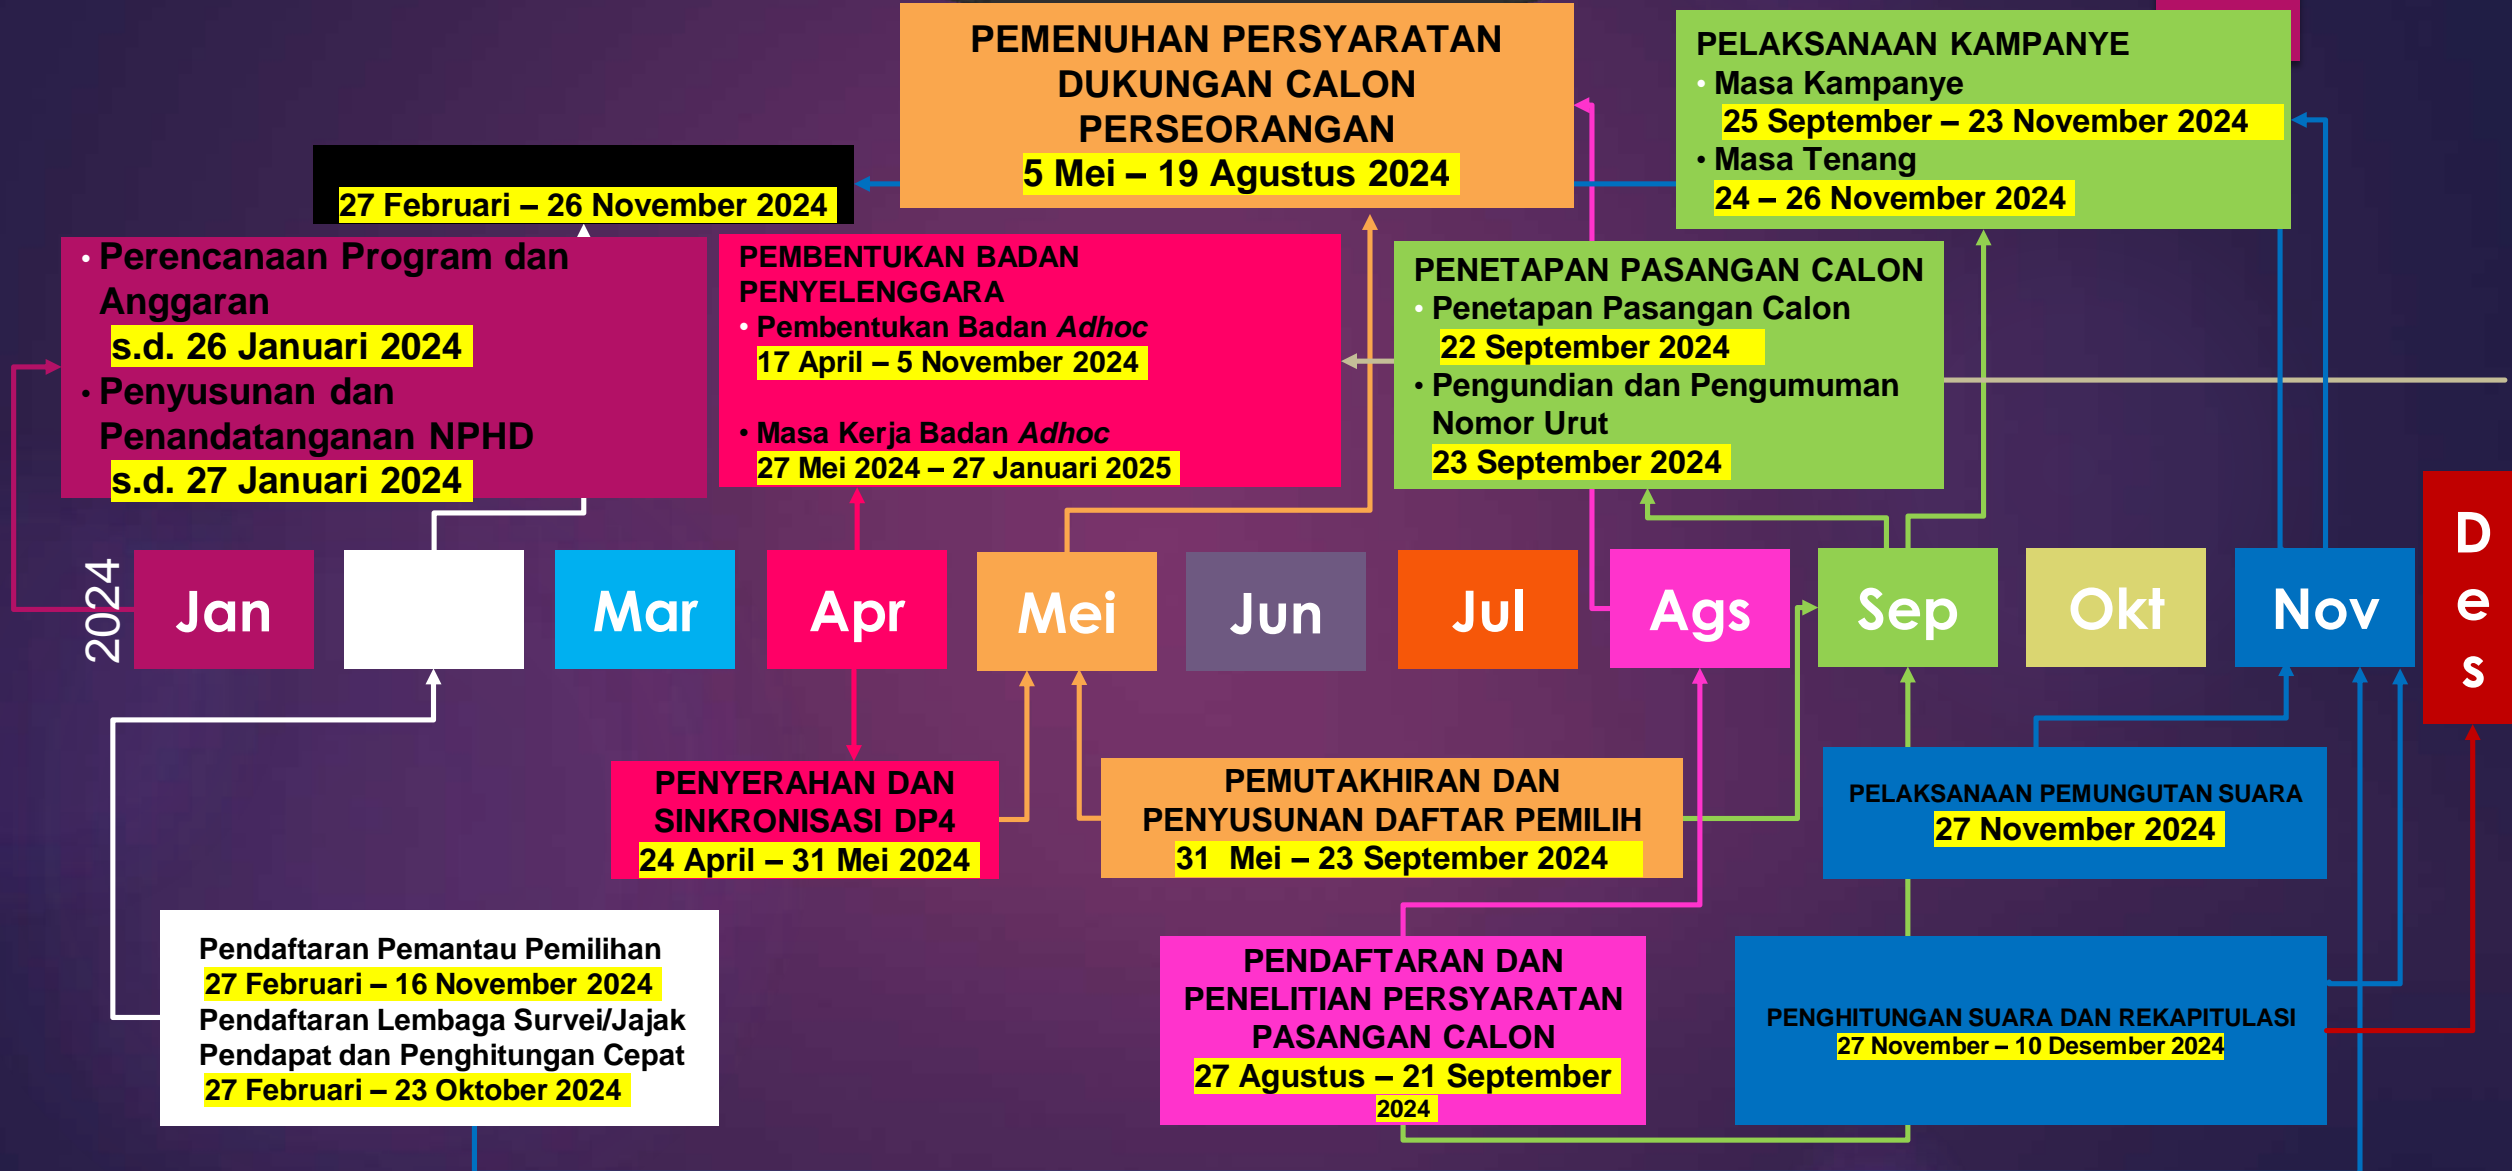 PEMENUHAN PERSYARATAN
DUKUNGAN CALON
PERSEORANGAN
5 Mei – 19 Agustus 2024
PELAKSANAAN KAMPANYE
• Masa Kampanye
25 September – 23 November 2024
• Masa Tenang
24 – 26 November 2024
27 Februari – 26 November 2024
• Perencanaan Program dan
Anggaran
s.d. 26 Januari 2024
• Penyusunan dan
Penandatanganan NPHD
s.d. 27 Januari 2024
PEMBENTUKAN BADAN
PENYELENGGARA
• Pembentukan Badan Adhoc
17 April – 5 November 2024
• Masa Kerja Badan Adhoc
27 Mei 2024 – 27 Januari 2025
PENETAPAN PASANGAN CALON
• Penetapan Pasangan Calon
22 September 2024
• Pengundian dan Pengumuman
Nomor Urut
23 September 2024
2024
Jan
Mar
Apr
Mei
Jun
Jul
Ags
Sep
Okt
Nov
Des
PENYERAHAN DAN
SINKRONISASI DP4
24 April – 31 Mei 2024
PEMUTAKHIRAN DAN
PENYUSUNAN DAFTAR PEMILIH
31 Mei – 23 September 2024
PELAKSANAAN PEMUNGUTAN SUARA
27 November 2024
Pendaftaran Pemantau Pemilihan
27 Februari – 16 November 2024
Pendaftaran Lembaga Survei/Jajak
Pendapat dan Penghitungan Cepat
27 Februari – 23 Oktober 2024
PENDAFTARAN DAN
PENELITIAN PERSYARATAN
PASANGAN CALON
27 Agustus – 21 September
2024
PENGHITUNGAN SUARA DAN REKAPITULASI
27 November – 10 Desember 2024